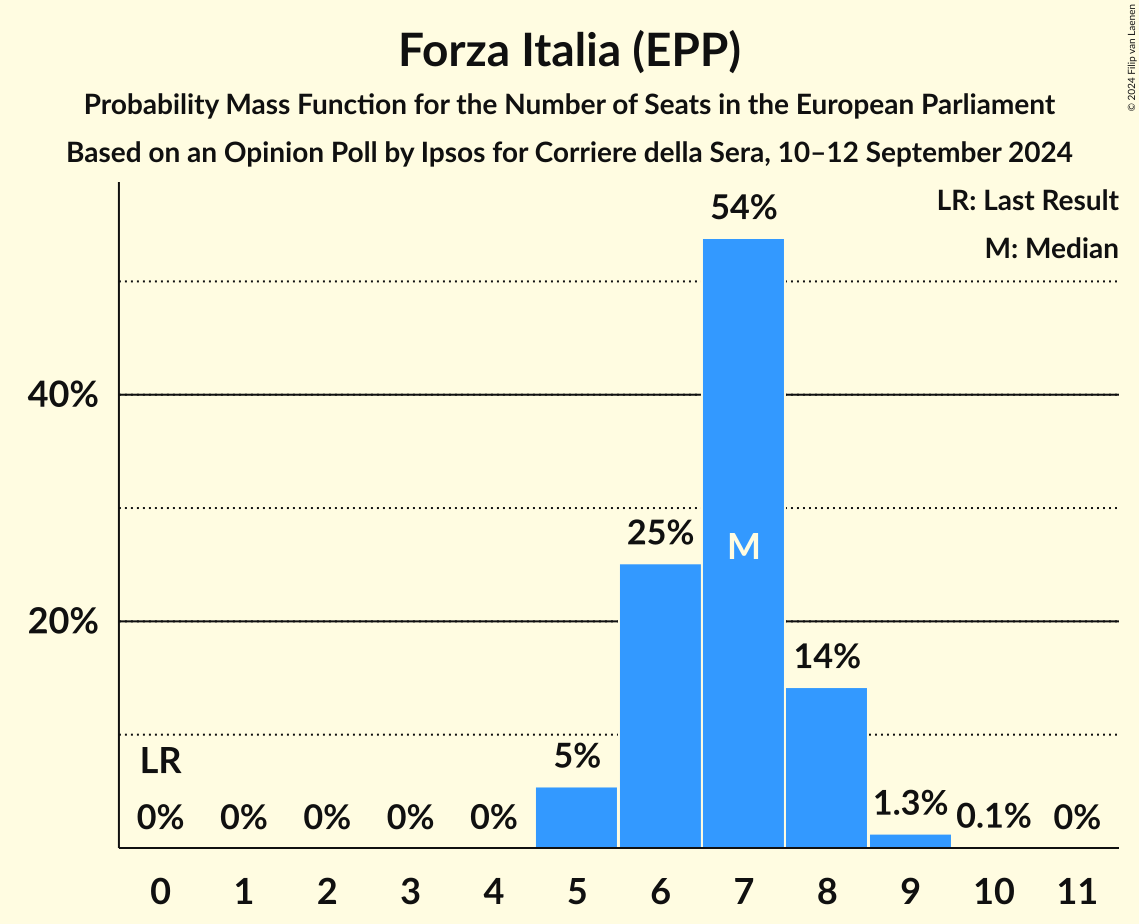 Forza Italia (EPP)
Probability Mass Function for the Number of Seats in the European Parliament
Based on an Opinion Poll by Ipsos for Corriere della Sera, 10–12 September 2024
© 2024 Filip van Laenen
LR: Last Result
M: Median
54%
40%
25%
M
20%
14%
LR
5%
0% 0% 0% 0% 0% 1.3% 0.1% 0%
0 1 2 3 4 5 6 7 8 9 10 11